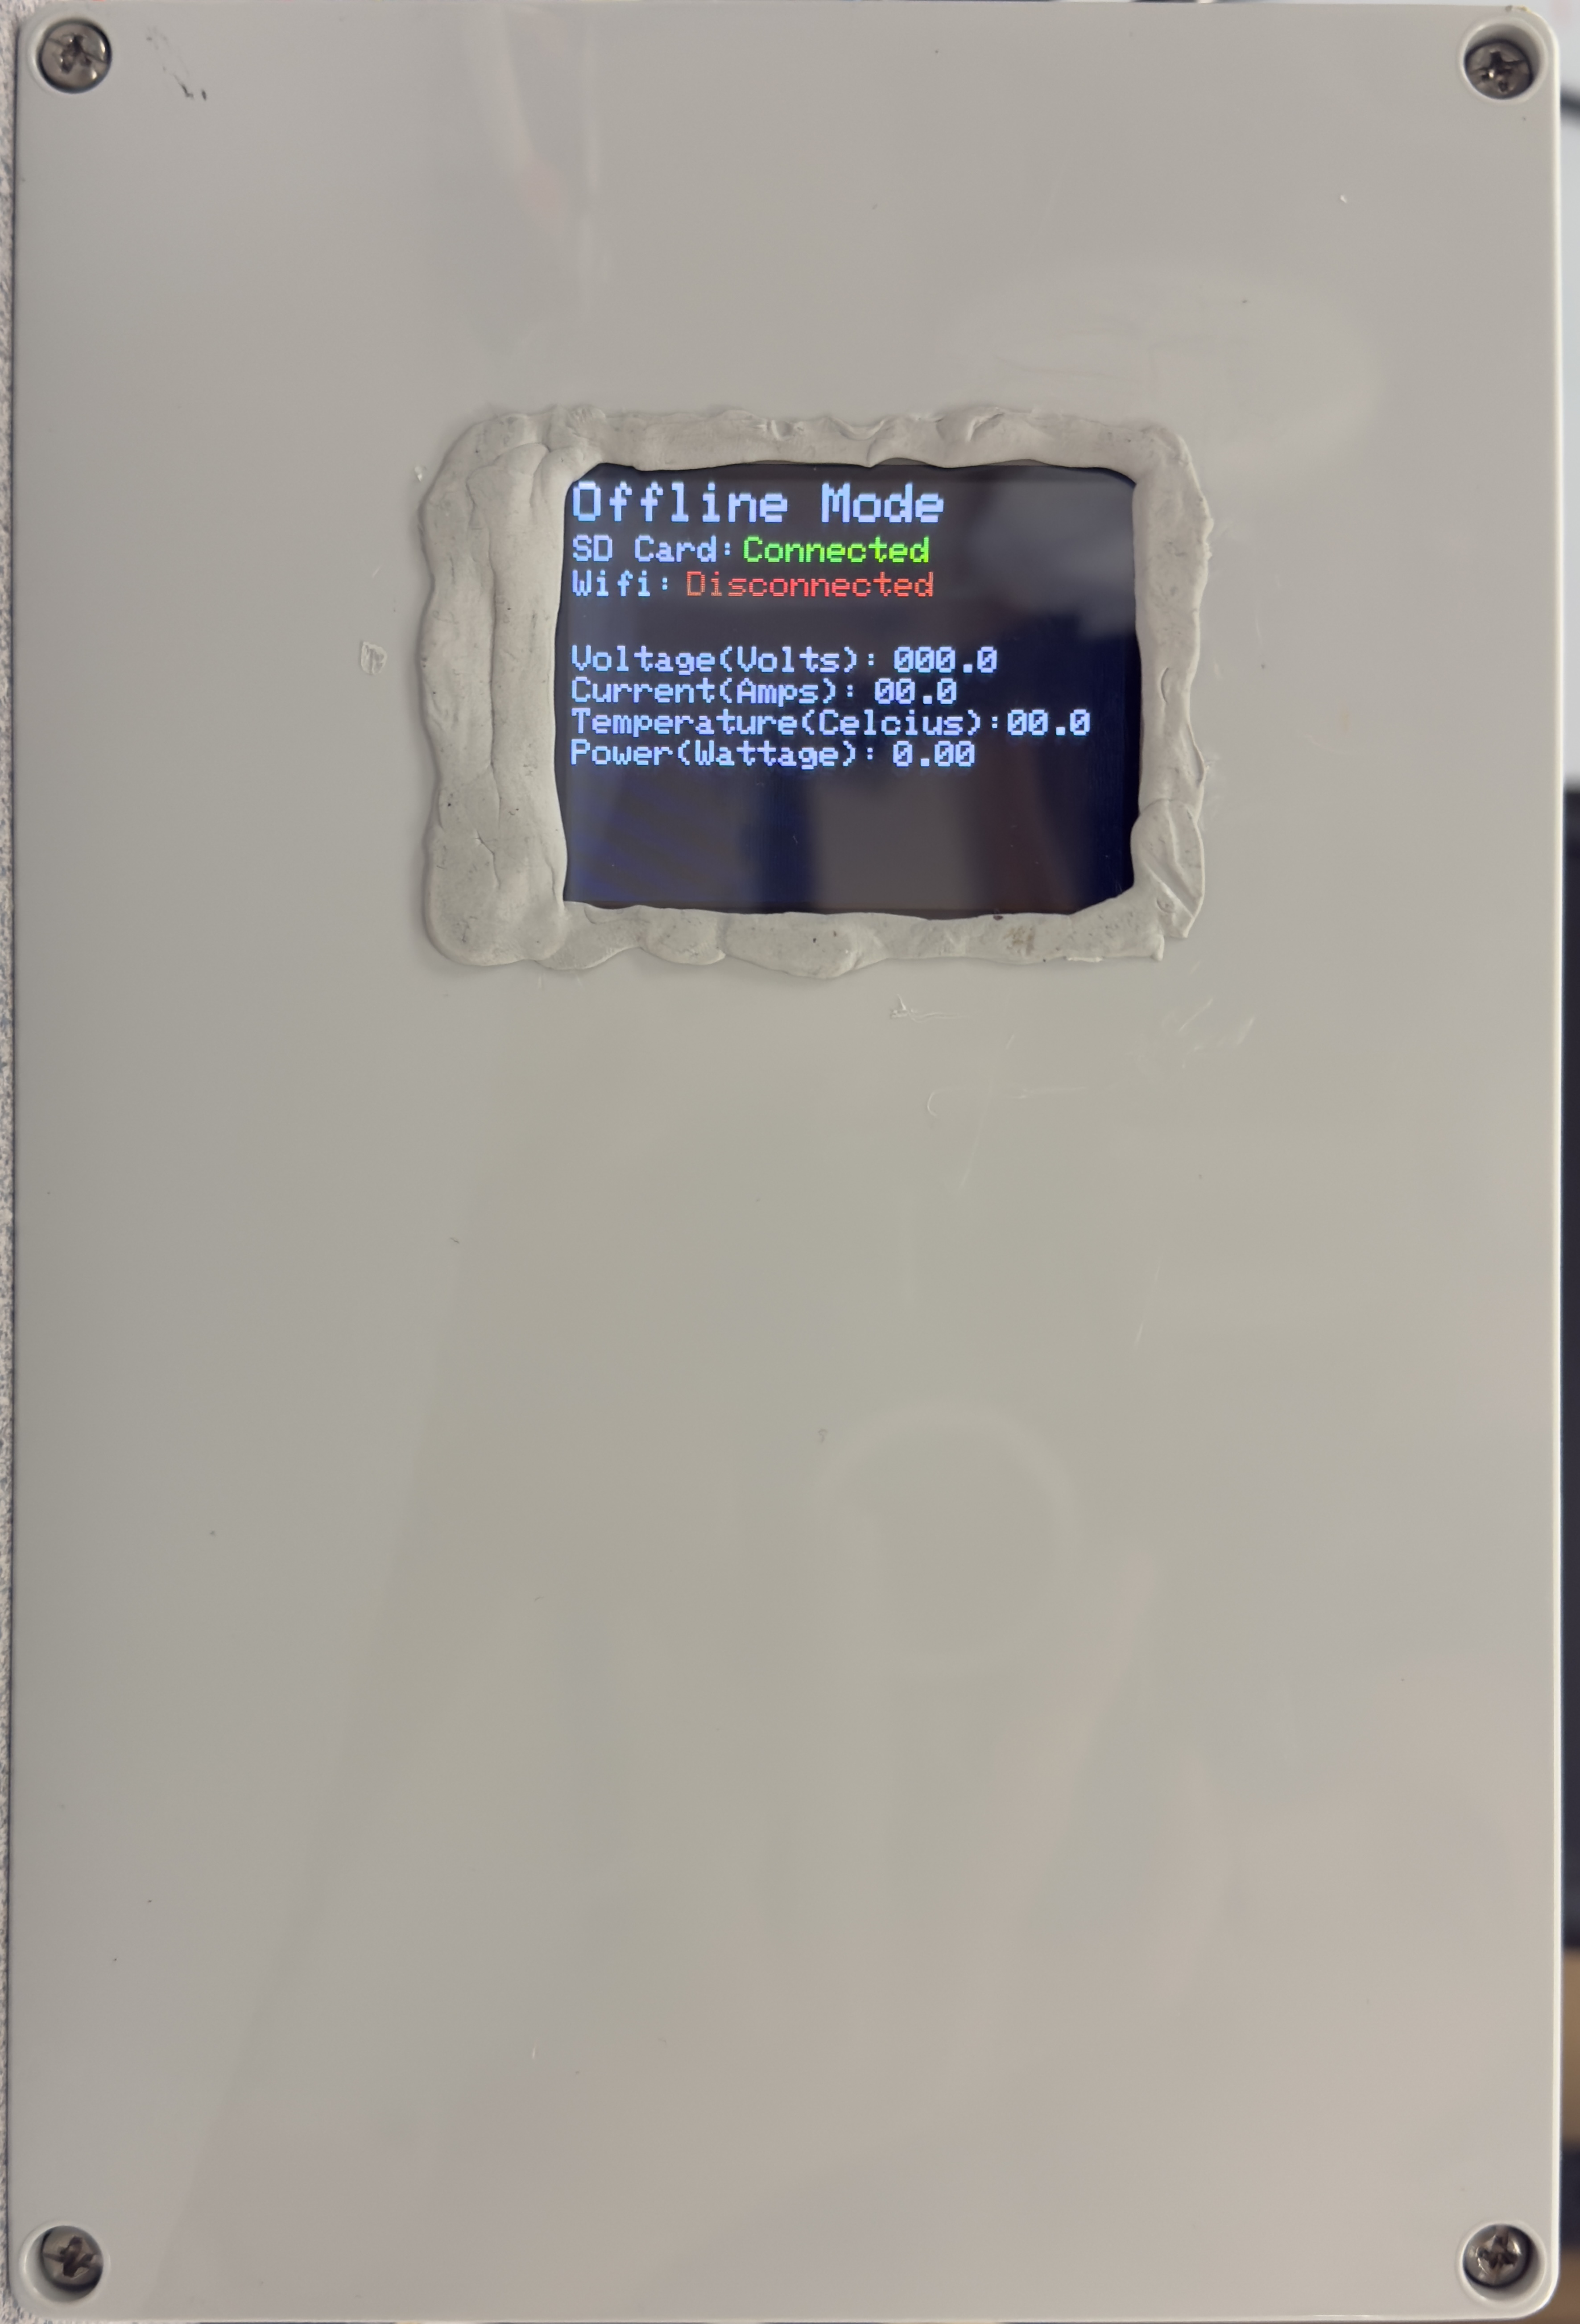 Offline Mode
SD Card: Connected
Wifi: Disconnected
Voltage(Volts): 000.0
Current(Amps): 00.0
Temperature(Celcius):00.0
Power(Wattage): 0.00